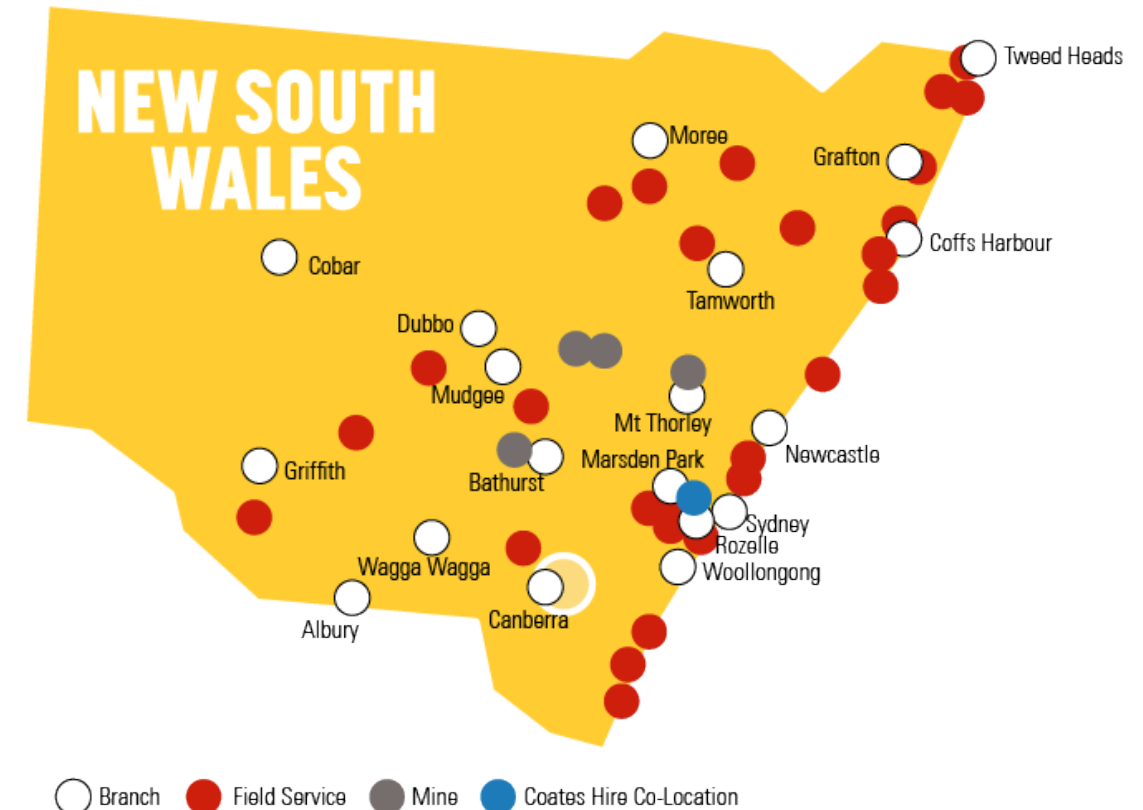 NEW SOUTH
WALES
Tweed Heads
Moree
Grafton
Coffs Harbour
Cobar
Tamworth
Dubbo
Mudgee
Mt Thorley
Newcastle
Marsden Park
Griffith
Bathurst
Sydney
Rozelle
Wagga Wagga
Woollongong
Canberra
Albury
Branch Field Service Mine Coates Hire Co-Location